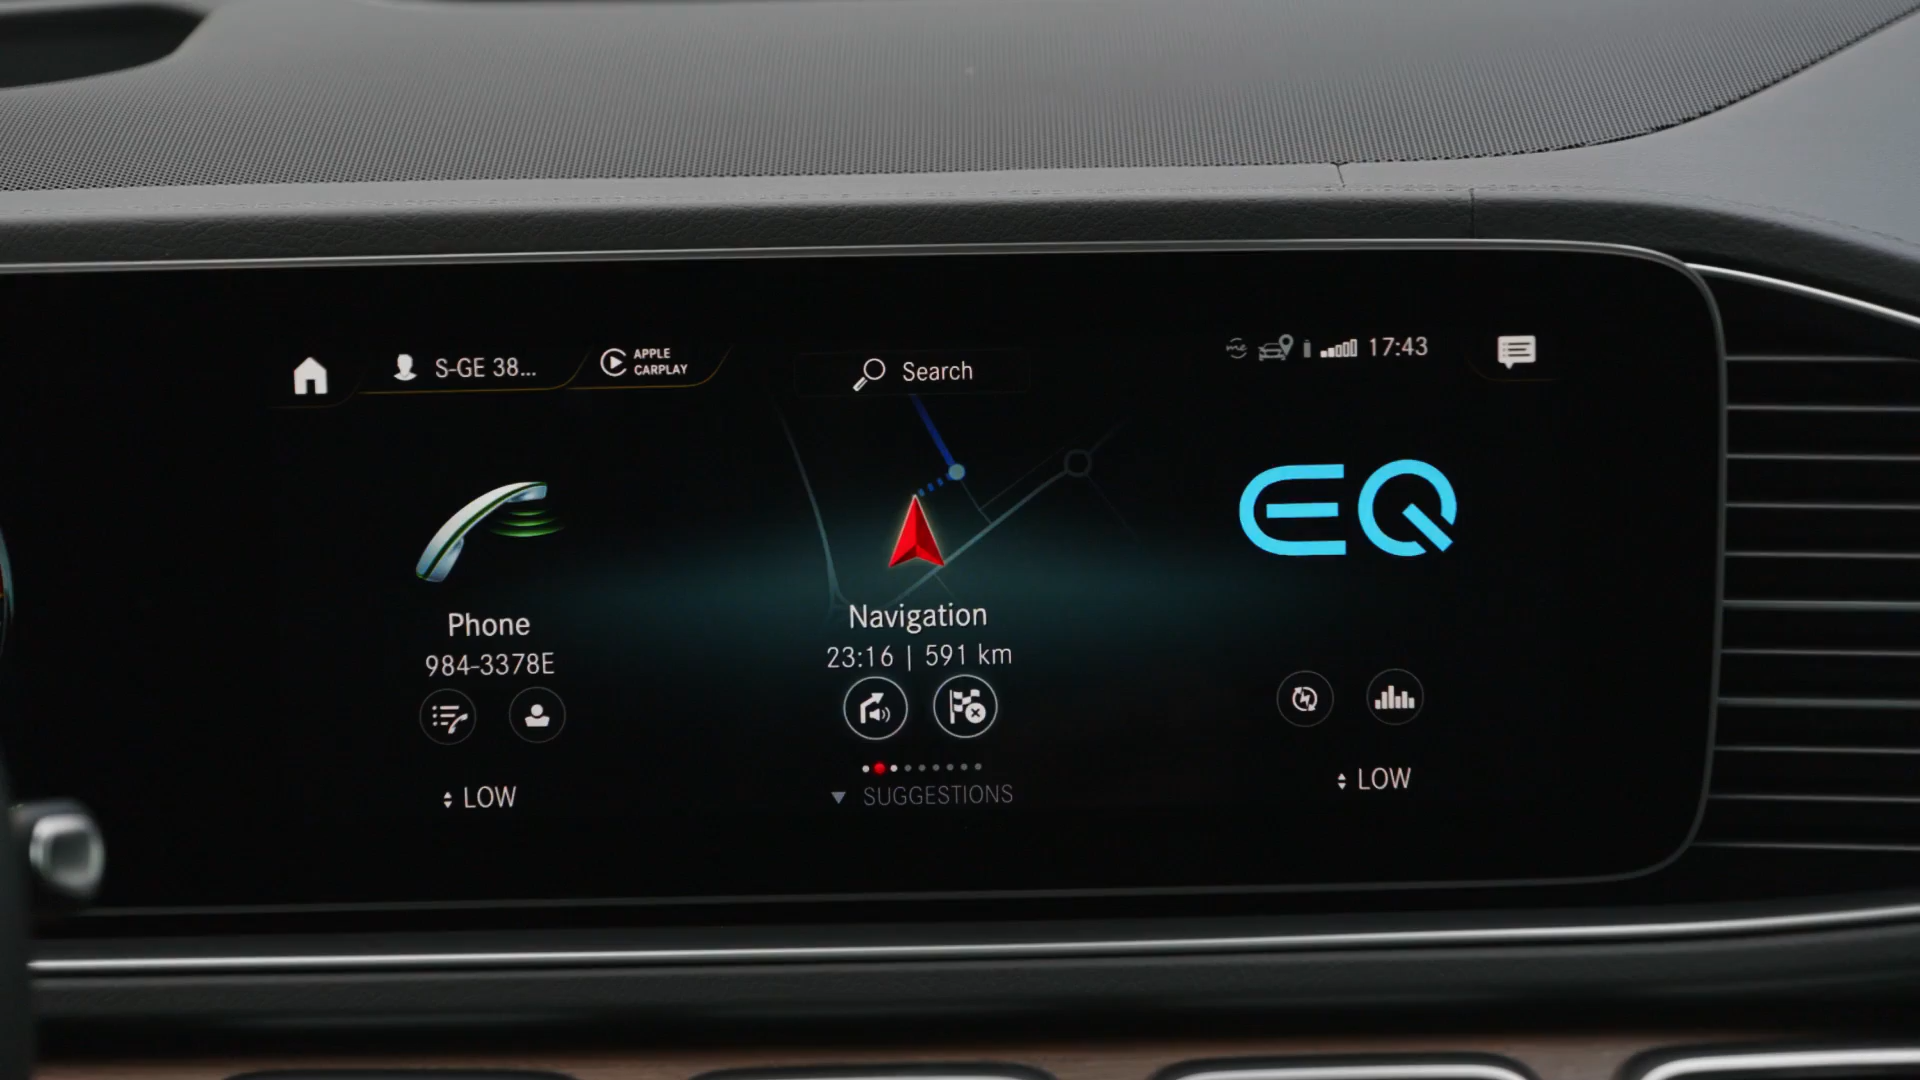 S-GE 38...
APPLE
CARPLAY
Search
me
17:43
EQ
Phone
984-3378E
Navigation
23:16 | 591 km
LOW
SUGGESTIONS
LOW